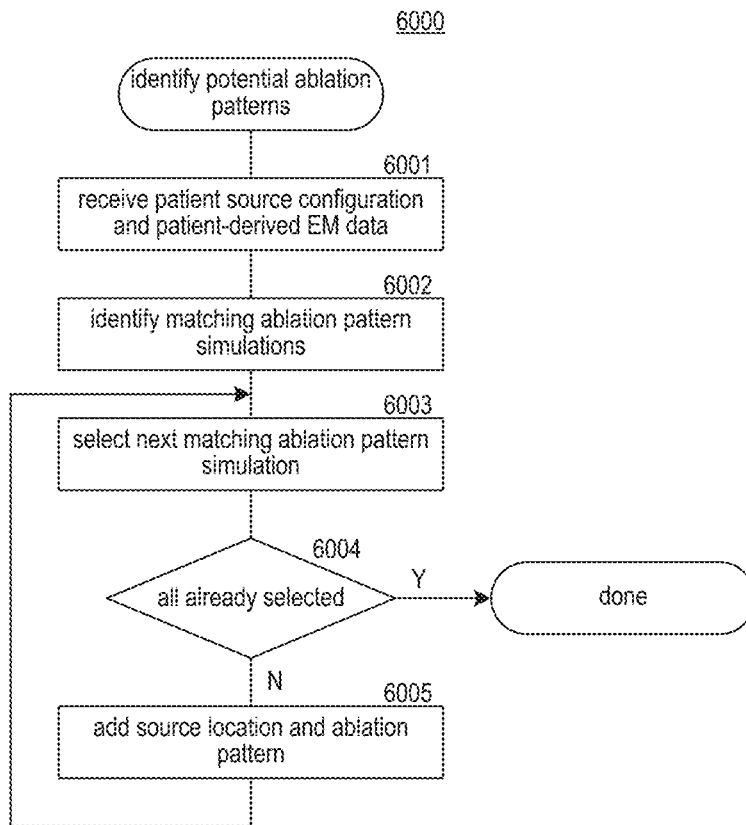 6000
identify potential ablation
patterns
6001
receive patient source configuration
and patient-derived EM data
6002
identify matching ablation pattern
simulations
6003
select next matching ablation pattern
simulation
6004
all already selected
Y
done
N
6005
add source location and ablation
pattern